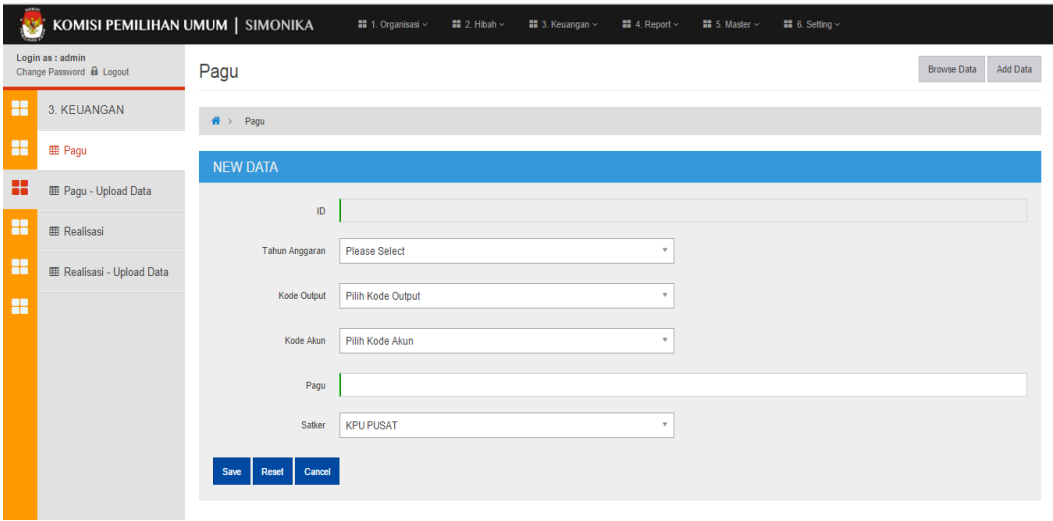 KOMISI PEMILIHAN UMUM | SIMONIKA
1. Organisasi
2. Hibah
3. Keuangan
4. Report
5. Master
6. Setting
Login as : admin
Change Password Logout
Pagu
Browse Data
Add Data
3. KEUANGAN
Pagu
Pagu - Upload Data
Realisasi
Realisasi - Upload Data
> Pagu
NEW DATA
ID
Tahun Anggaran Please Select
Kode Output Pilih Kode Output
Kode Akun Pilih Kode Akun
Pagu
Satker KPU PUSAT
Save Reset Cancel